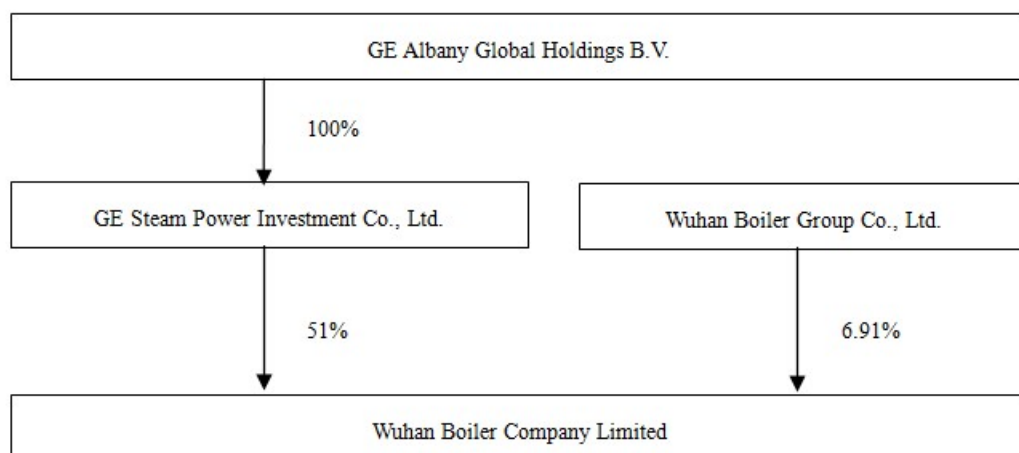 GE Albany Global Holdings B.V.
100%
GE Steam Power Investment Co., Ltd.
Wuhan Boiler Group Co., Ltd.
51%
6.91%
Wuhan Boiler Company Limited